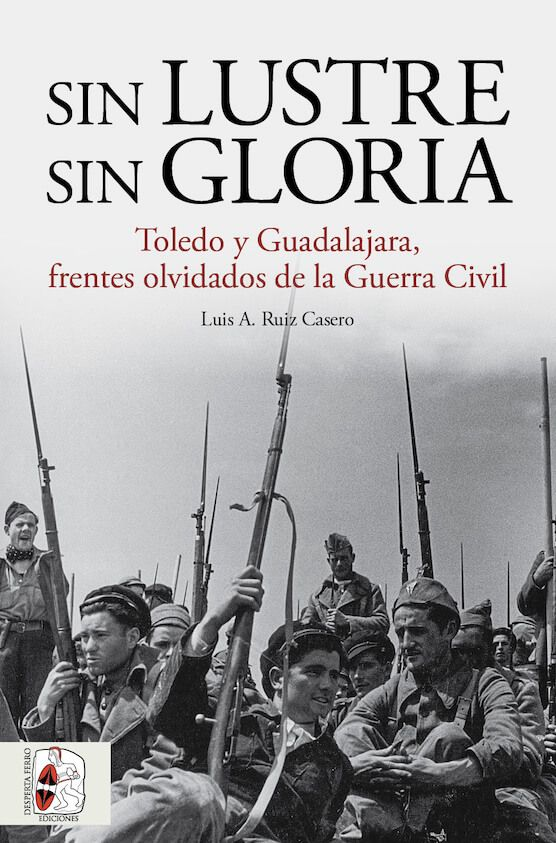 SIN LUSTRE
SIN GLORIA
Toledo y Guadalajara,
frentes olvidados de la Guerra Civil
Luis A. Ruiz Casero
DESPERTA FERRO
EDICIONES